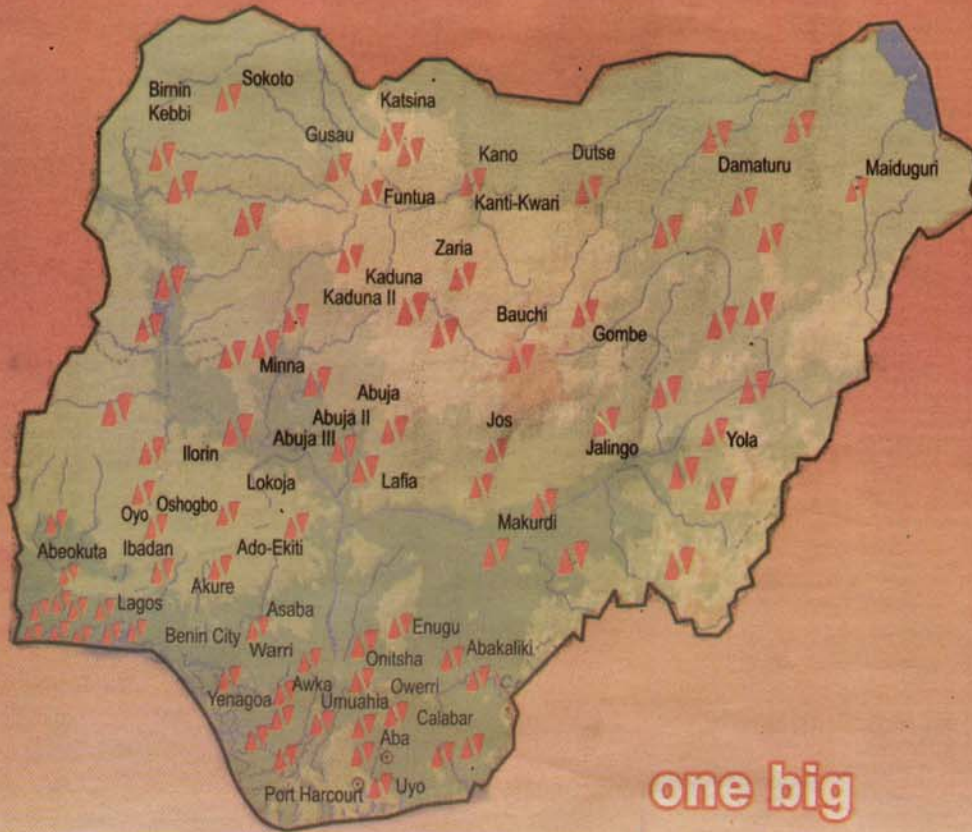 Sokoto
Birnin
Kebbi
Katsina
Gusau
Kano
Dutse
Damaturu
Maiduguri
Funtua
Kanti-Kwari
Zaria
Kaduna
Kaduna II
Bauchi
Gombe
Minna
Abuja
Abuja II
Abuja III
Jos
Jalingo
Yola
Ilorin
Lafia
Lokoja
Oyo
Oshogbo
Makurdi
Abeokuta
Ibadan
Ado-Ekiti
Akure
Lagos
Asaba
Benin City
Warri
Enugu
Onitsha
Abakaliki
Yenagoa
Awka
Owerri
Umuahia
Calabar
Aba
Port Harcourt
Uyo
one big